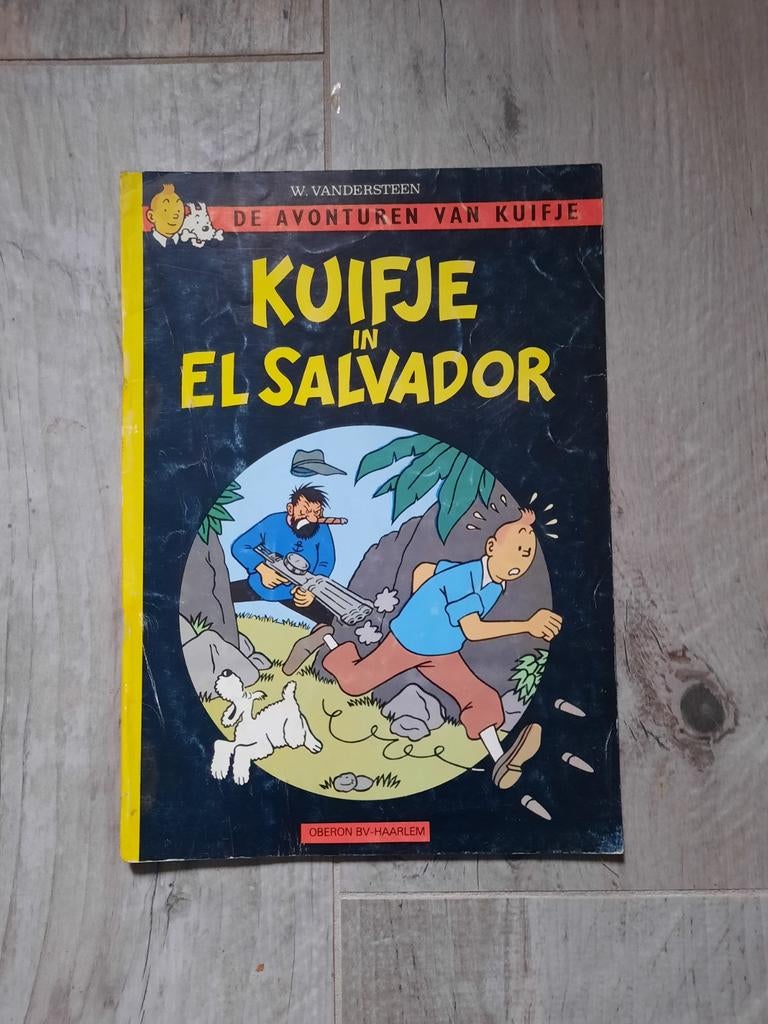 W. VANDERSTEEN
DE AVONTUREN VAN KUIFJE
KUIFJE
IN
EL SALVADOR
OBERON BV-HAARLEM